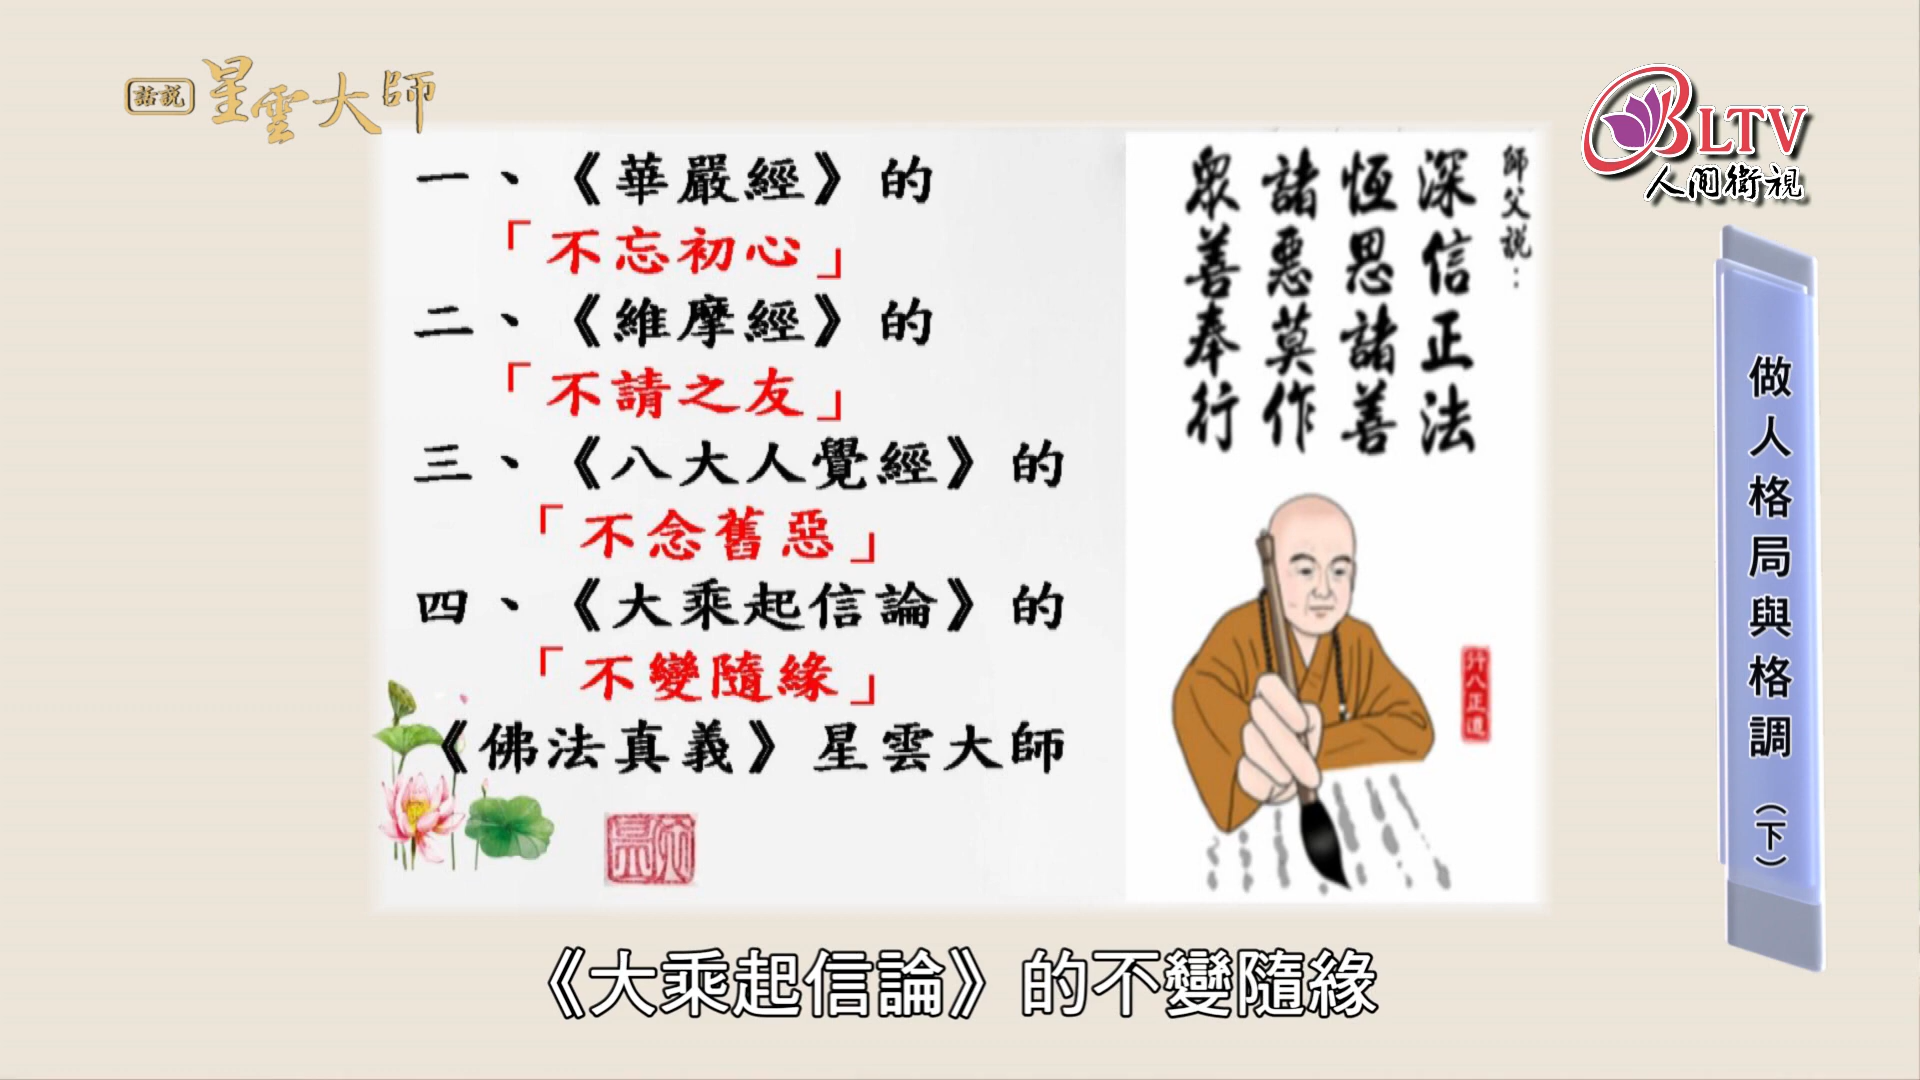 話說 星雲大師
BLTV
人間衛視
一、《華嚴經》的
「不忘初心」
二、《維摩經》的
「不請之友」
三、《八大人覺經》的
「不念舊惡」
四、《大乘起信論》的
「不變隨緣」
《佛法真義》星雲大師
師父說：
深信正法
恆思諸善
諸惡莫作
眾善奉行
行八正道
做人格局與格調（下）
《大乘起信論》的不變隨緣